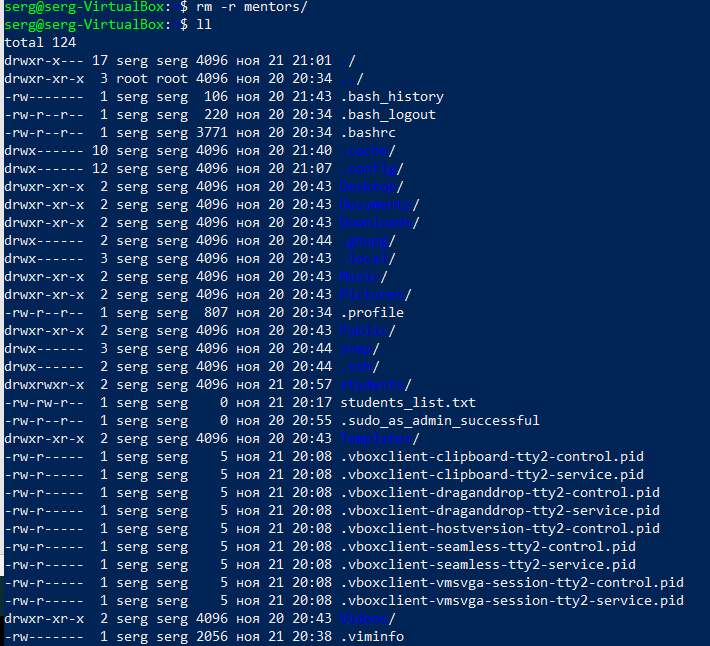 serg@serg-VirtualBox: $ rm -r mentors/
serg@serg-VirtualBox: $ ll
total 124
drwxr-x--- 17 serg serg 4096 ноя 21 21:01 ./
drwxr-xr-x  3 root root 4096 ноя 20 20:34 ../
-rw-------  1 serg serg  106 ноя 20 21:43 .bash_history
-rw-r--r--  1 serg serg  220 ноя 20 20:34 .bash_logout
-rw-r--r--  1 serg serg 3771 ноя 20 20:34 .bashrc
drwx------ 10 serg serg 4096 ноя 20 21:40 .cache/
drwx------ 12 serg serg 4096 ноя 20 21:07 .config/
drwxr-xr-x  2 serg serg 4096 ноя 20 20:43 Desktop/
drwxr-xr-x  2 serg serg 4096 ноя 20 20:43 Documents/
drwxr-xr-x  2 serg serg 4096 ноя 20 20:43 Downloads/
drwx------  2 serg serg 4096 ноя 20 20:44 .gnupg/
drwx------  3 serg serg 4096 ноя 20 20:43 .local/
drwxr-xr-x  2 serg serg 4096 ноя 20 20:43 Music/
drwxr-xr-x  2 serg serg 4096 ноя 20 20:43 Pictures/
-rw-r--r--  1 serg serg  807 ноя 20 20:34 .profile
drwxr-xr-x  2 serg serg 4096 ноя 20 20:43 Public/
drwx------  3 serg serg 4096 ноя 20 20:44 snap/
drwx------  2 serg serg 4096 ноя 20 20:44 .ssh/
drwxrwxr-x  2 serg serg 4096 ноя 21 20:57 students/
-rw-rw-r--  1 serg serg    0 ноя 21 20:17 students_list.txt
-rw-r--r--  1 serg serg    0 ноя 20 20:55 .sudo_as_admin_successful
drwxr-xr-x  2 serg serg 4096 ноя 20 20:43 Templates/
-rw-r-----  1 serg serg    5 ноя 21 20:08 .vboxclient-clipboard-tty2-control.pid
-rw-r-----  1 serg serg    5 ноя 21 20:08 .vboxclient-clipboard-tty2-service.pid
-rw-r-----  1 serg serg    5 ноя 21 20:08 .vboxclient-draganddrop-tty2-control.pid
-rw-r-----  1 serg serg    5 ноя 21 20:08 .vboxclient-draganddrop-tty2-service.pid
-rw-r-----  1 serg serg    5 ноя 21 20:08 .vboxclient-hostversion-tty2-control.pid
-rw-r-----  1 serg serg    5 ноя 21 20:08 .vboxclient-seamless-tty2-control.pid
-rw-r-----  1 serg serg    5 ноя 21 20:08 .vboxclient-seamless-tty2-service.pid
-rw-r-----  1 serg serg    5 ноя 21 20:08 .vboxclient-vmsvga-session-tty2-control.pid
-rw-r-----  1 serg serg    5 ноя 21 20:08 .vboxclient-vmsvga-session-tty2-service.pid
drwxr-xr-x  2 serg serg 4096 ноя 20 20:43 Videos/
-rw-------  1 serg serg 2056 ноя 21 20:38 .viminfo